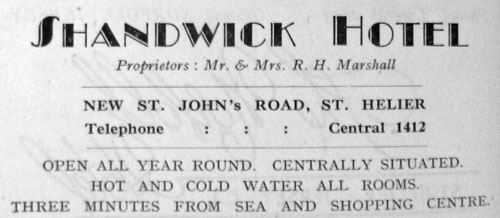 SHANDWICK HOTEL
Proprietors : Mr. & Mrs. R. H. Marshall
NEW ST. JOHN's ROAD, ST. HELIER
Telephone : : : Central 1412
OPEN ALL YEAR ROUND. CENTRALLY SITUATED.
HOT AND COLD WATER ALL ROOMS.
THREE MINUTES FROM SEA AND SHOPPING CENTRE.